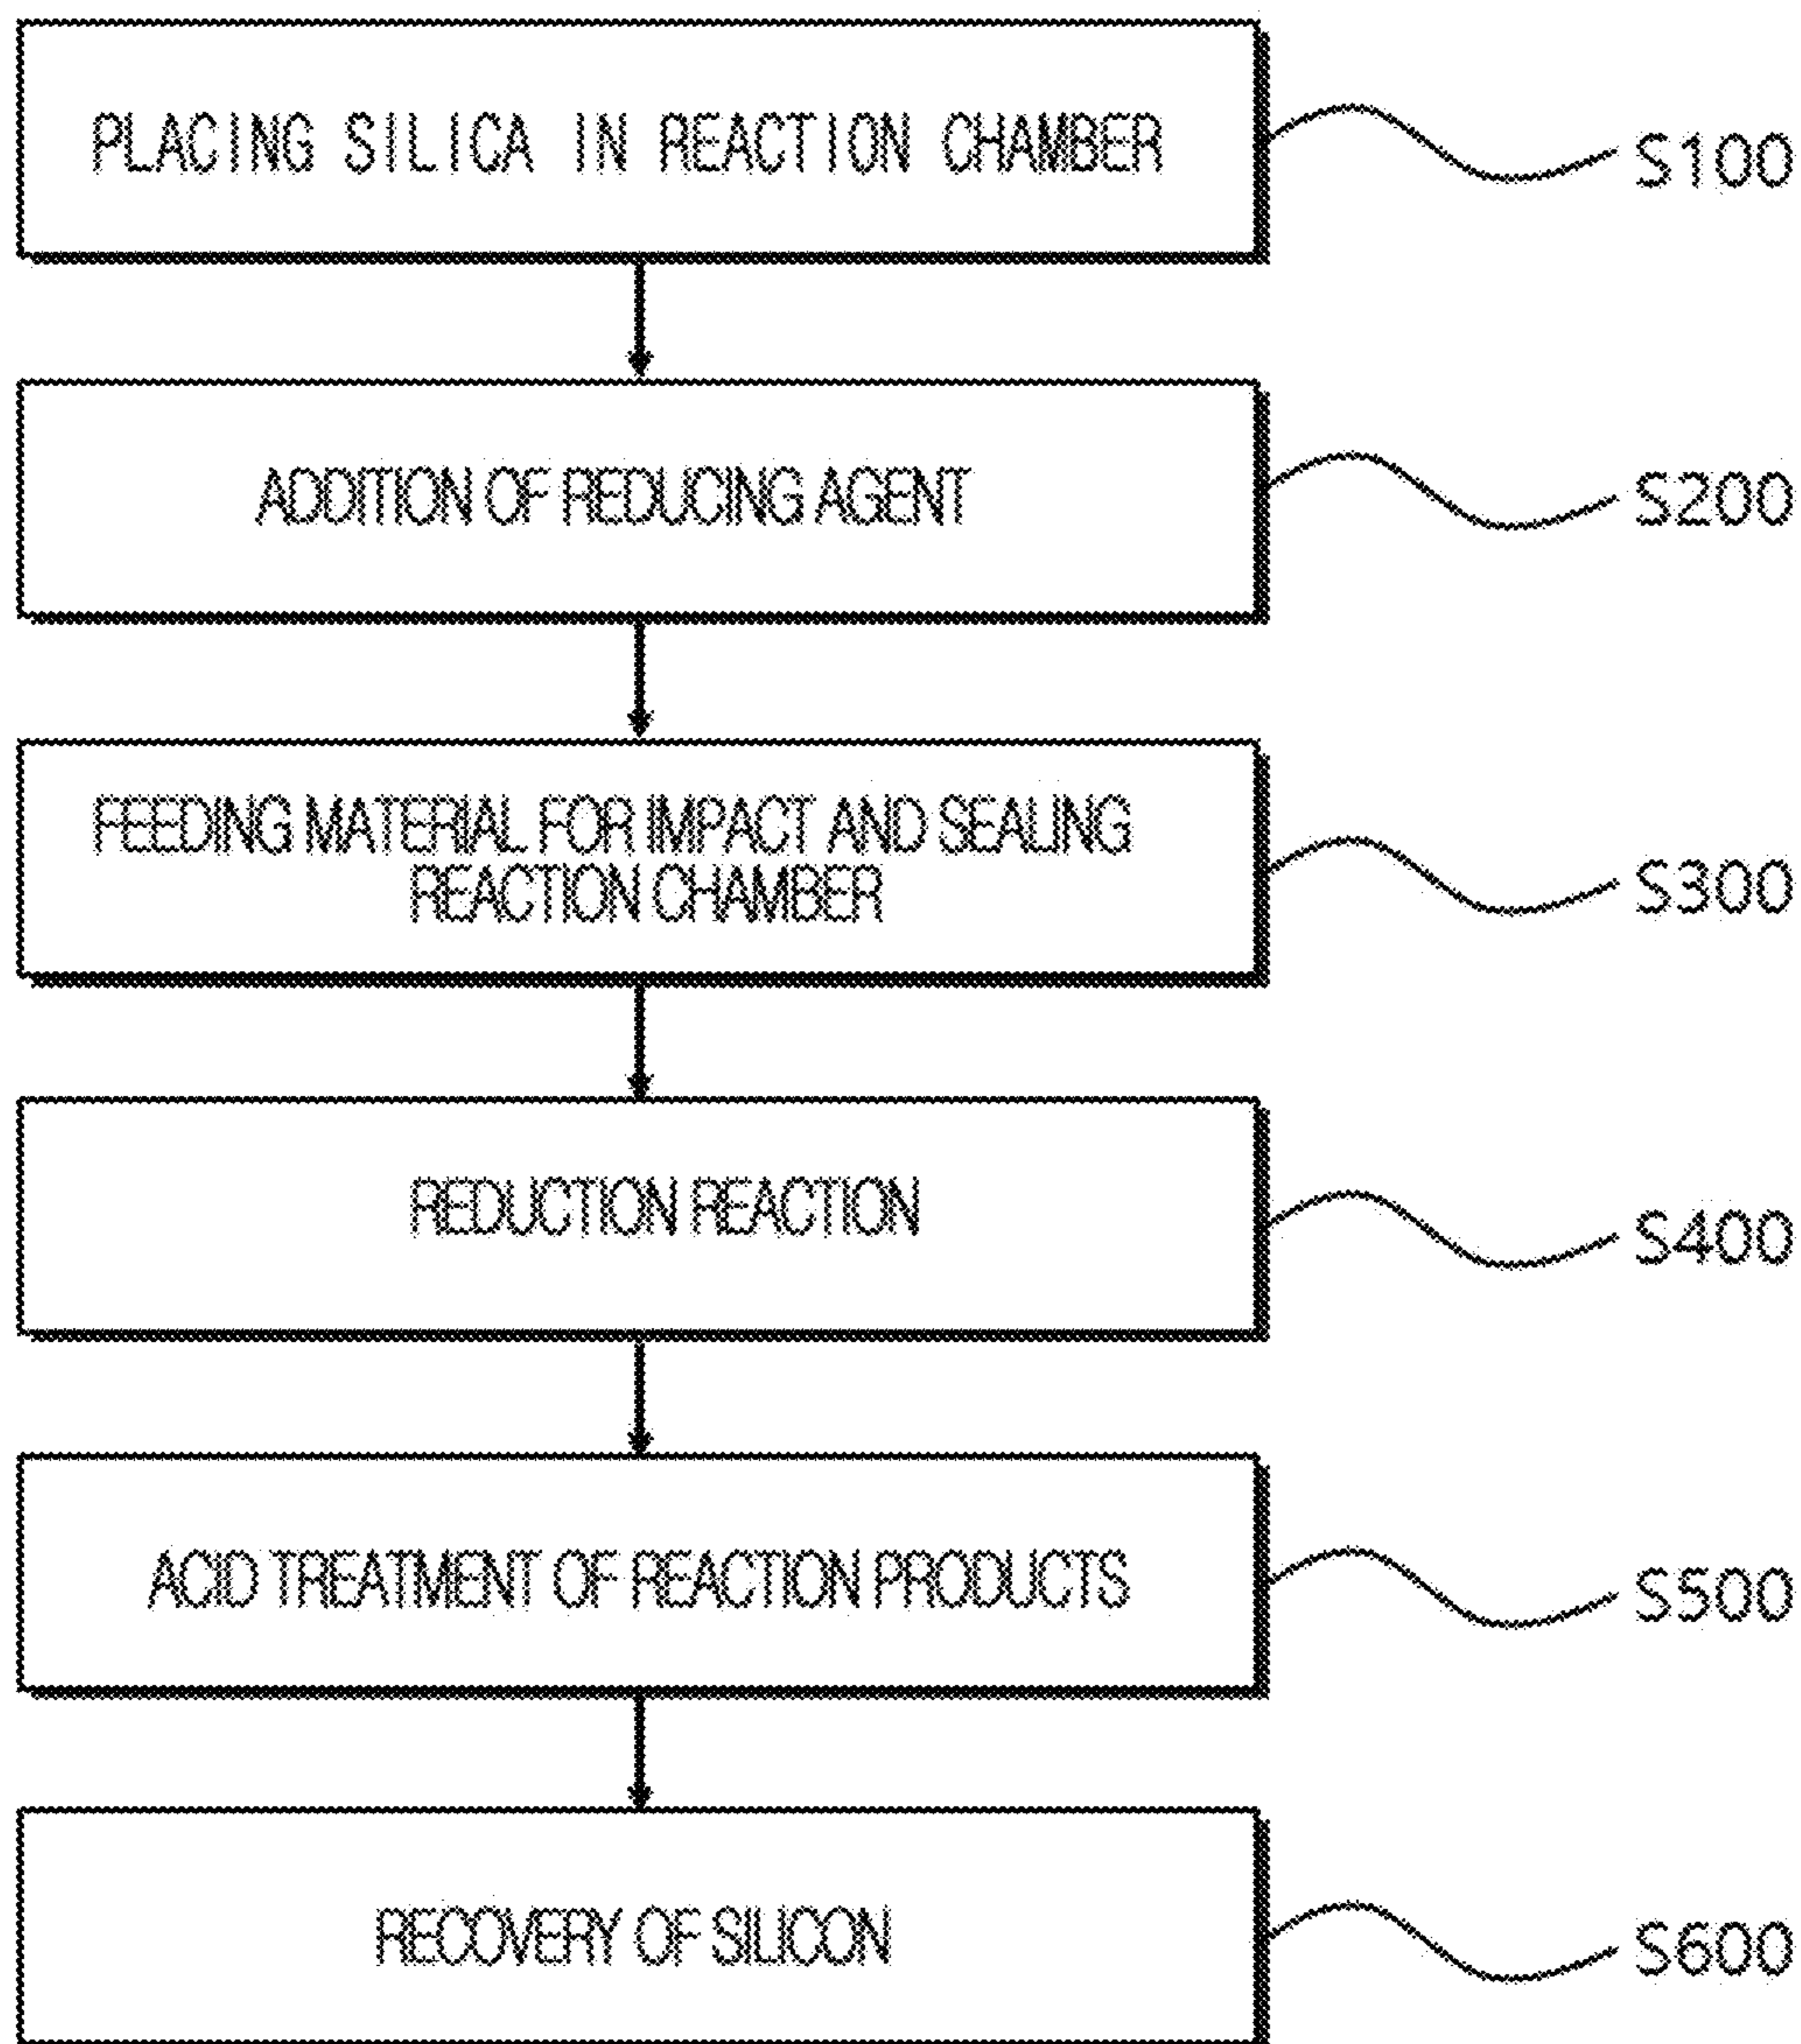 PLACING SILICA IN REACTION CHAMBER
S100
ADDITION OF REDUCING AGENT
S200
FEEDING MATERIAL FOR IMPACT AND SEALING
REACTION CHAMBER
S300
REDUCTION REACTION
S400
ACID TREATMENT OF REACTION PRODUCTS
S500
RECOVERY OF SILICON
S600